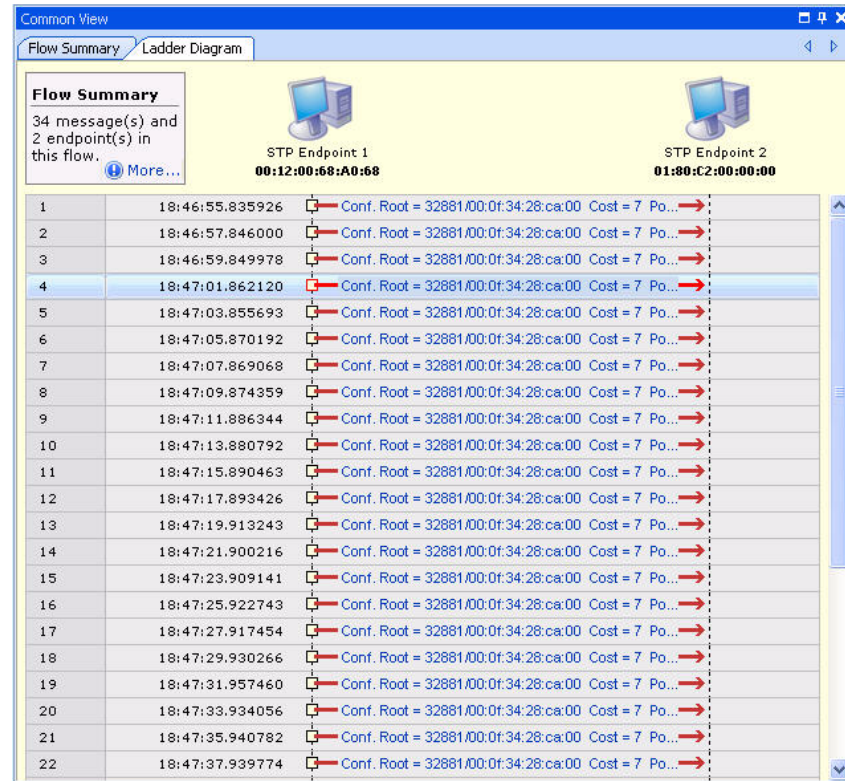 Common View
Flow Summary Ladder Diagram
Flow Summary
34 message(s) and
2 endpoint(s) in
this flow.
More...
STP Endpoint 1
00:12:00:68:A0:68
STP Endpoint 2
01:80:C2:00:00:00
1 18:46:55.835926 Conf. Root = 32881/00:0f:34:28:ca:00 Cost = 7 Po...
2 18:46:57.846000 Conf. Root = 32881/00:0f:34:28:ca:00 Cost = 7 Po...
3 18:46:59.849978 Conf. Root = 32881/00:0f:34:28:ca:00 Cost = 7 Po...
4 18:47:01.862120 Conf. Root = 32881/00:0f:34:28:ca:00 Cost = 7 Po...
5 18:47:03.855693 Conf. Root = 32881/00:0f:34:28:ca:00 Cost = 7 Po...
6 18:47:05.870192 Conf. Root = 32881/00:0f:34:28:ca:00 Cost = 7 Po...
7 18:47:07.869068 Conf. Root = 32881/00:0f:34:28:ca:00 Cost = 7 Po...
8 18:47:09.874359 Conf. Root = 32881/00:0f:34:28:ca:00 Cost = 7 Po...
9 18:47:11.886344 Conf. Root = 32881/00:0f:34:28:ca:00 Cost = 7 Po...
10 18:47:13.880792 Conf. Root = 32881/00:0f:34:28:ca:00 Cost = 7 Po...
11 18:47:15.890463 Conf. Root = 32881/00:0f:34:28:ca:00 Cost = 7 Po...
12 18:47:17.893426 Conf. Root = 32881/00:0f:34:28:ca:00 Cost = 7 Po...
13 18:47:19.913243 Conf. Root = 32881/00:0f:34:28:ca:00 Cost = 7 Po...
14 18:47:21.900216 Conf. Root = 32881/00:0f:34:28:ca:00 Cost = 7 Po...
15 18:47:23.909141 Conf. Root = 32881/00:0f:34:28:ca:00 Cost = 7 Po...
16 18:47:25.922743 Conf. Root = 32881/00:0f:34:28:ca:00 Cost = 7 Po...
17 18:47:27.917454 Conf. Root = 32881/00:0f:34:28:ca:00 Cost = 7 Po...
18 18:47:29.930266 Conf. Root = 32881/00:0f:34:28:ca:00 Cost = 7 Po...
19 18:47:31.957460 Conf. Root = 32881/00:0f:34:28:ca:00 Cost = 7 Po...
20 18:47:33.934056 Conf. Root = 32881/00:0f:34:28:ca:00 Cost = 7 Po...
21 18:47:35.940782 Conf. Root = 32881/00:0f:34:28:ca:00 Cost = 7 Po...
22 18:47:37.939774 Conf. Root = 32881/00:0f:34:28:ca:00 Cost = 7 Po...